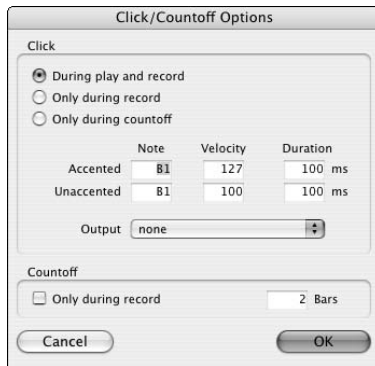 Click/Countoff Options
Click
During play and record
Only during record
Only during countoff
Note Velocity Duration
Accented B1 127 100 ms
Unaccented B1 100 100 ms
Output none
Countoff
Only during record 2 Bars
Cancel OK